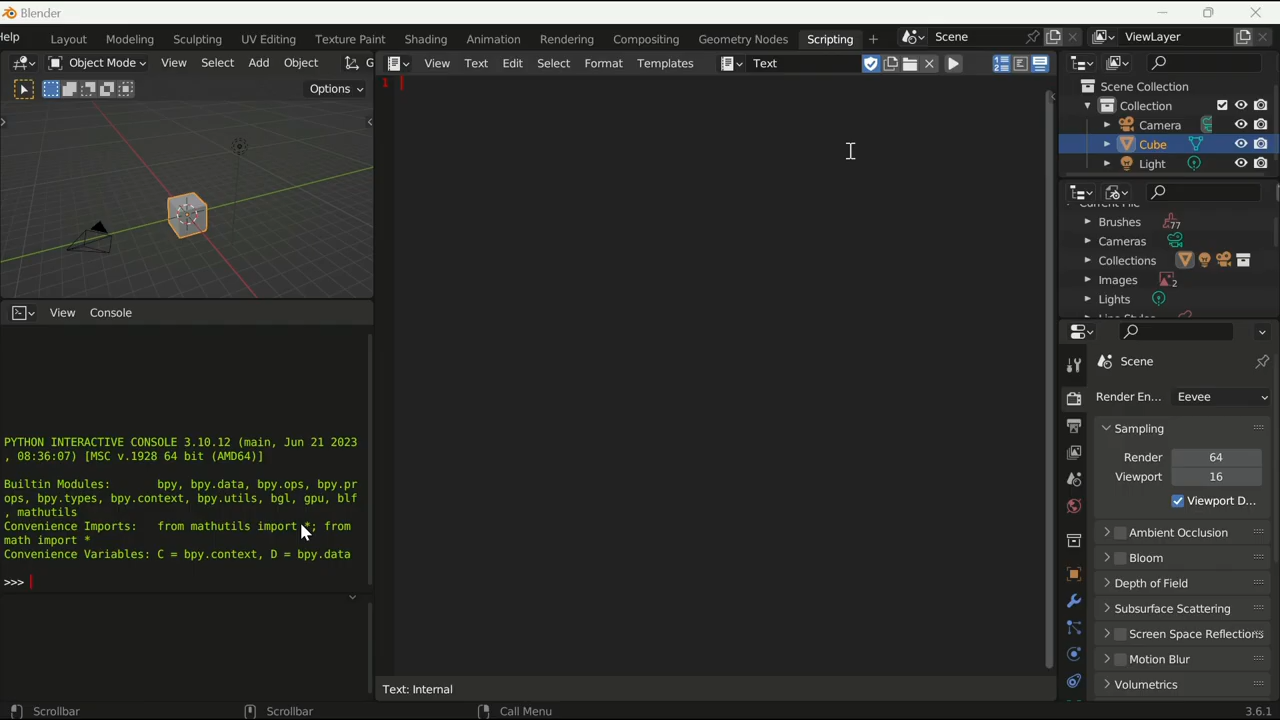 Blender
Help Layout Modeling Sculpting UV Editing Texture Paint Shading Animation Rendering Compositing Geometry Nodes Scripting + Scene ViewLayer
Object Mode View Select Add Object G
View Text Edit Select Format Templates Text
Options
1
Scene Collection
Collection
Camera
Cube
Light
Brushes 77
Cameras
Collections
Images 2
Lights
View Console
PYTHON INTERACTIVE CONSOLE 3.10.12 (main, Jun 21 2023
, 08:36:07) [MSC v.1928 64 bit (AMD64)]
Builtin Modules: bpy, bpy.data, bpy.ops, bpy.pr
ops, bpy.types, bpy.context, bpy.utils, bgl, gpu, blf
, mathutils
Convenience Imports: from mathutils import *; from
math import *
Convenience Variables: C = bpy.context, D = bpy.data
>>>
Scene
Render En... Eevee
Sampling
Render 64
Viewport 16
Viewport D...
Ambient Occlusion
Bloom
Depth of Field
Subsurface Scattering
Screen Space Reflections
Motion Blur
Volumetrics
Text: Internal
Scrollbar Scrollbar Call Menu 3.6.1